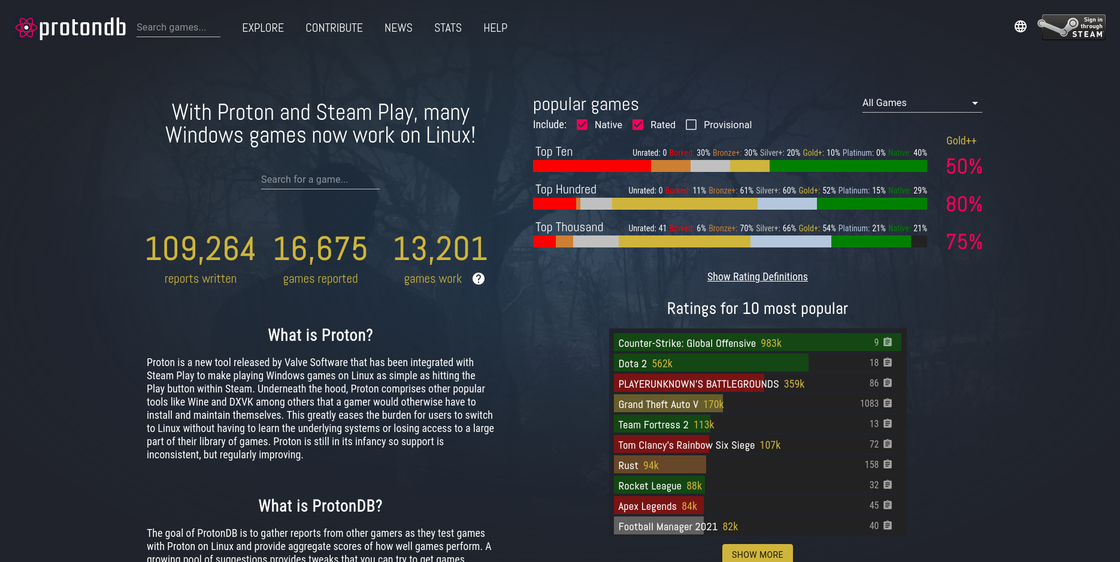 protondb
Search games...
EXPLORE
CONTRIBUTE
NEWS
STATS
HELP
Sign in
through
STEAM
With Proton and Steam Play, many
Windows games now work on Linux!
Search for a game...
109,264
reports written
16,675
games reported
13,201
games work ?
What is Proton?
Proton is a new tool released by Valve Software that has been integrated with
Steam Play to make playing Windows games on Linux as simple as hitting the
Play button within Steam. Underneath the hood, Proton comprises other popular
tools like Wine and DXVK among others that a gamer would otherwise have to
install and maintain themselves. This greatly eases the burden for users to switch
to Linux without having to learn the underlying systems or losing access to a large
part of their library of games. Proton is still in its infancy so support is
inconsistent, but regularly improving.
What is ProtonDB?
The goal of ProtonDB is to gather reports from other gamers as they test games
with Proton on Linux and provide aggregate scores of how well games perform. A
growing pool of suggestions provides tweaks that you can try to get games
popular games
All Games
Include: Native Rated Provisional
Gold++
Top Ten Unrated: 0 Borked: 30% Bronze+: 30% Silver+: 20% Gold+: 10% Platinum: 0% Native: 40%
50%
Top Hundred Unrated: 0 Borked: 11% Bronze+: 61% Silver+: 60% Gold+: 52% Platinum: 15% Native: 29%
80%
Top Thousand Unrated: 41 Borked: 6% Bronze+: 70% Silver+: 66% Gold+: 54% Platinum: 21% Native: 21%
75%
Show Rating Definitions
Ratings for 10 most popular
Counter-Strike: Global Offensive 983k 9
Dota 2 562k 18
PLAYERUNKNOWN'S BATTLEGROUNDS 359k 86
Grand Theft Auto V 170k 1083
Team Fortress 2 113k 13
Tom Clancy's Rainbow Six Siege 107k 72
Rust 94k 158
Rocket League 88k 32
Apex Legends 84k 45
Football Manager 2021 82k 40
SHOW MORE